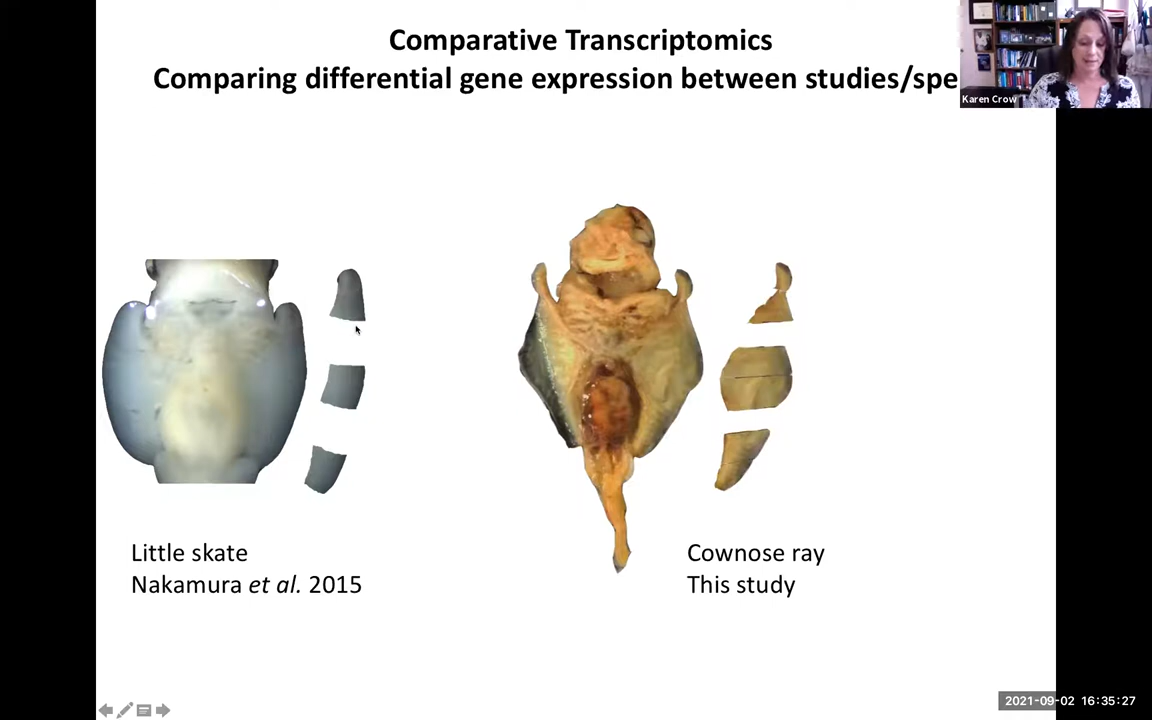 Comparative Transcriptomics
Comparing differential gene expression between studies/spe
Karen Crow
Little skate
Nakamura et al. 2015
Cownose ray
This study
2021-09-02 16:35:27